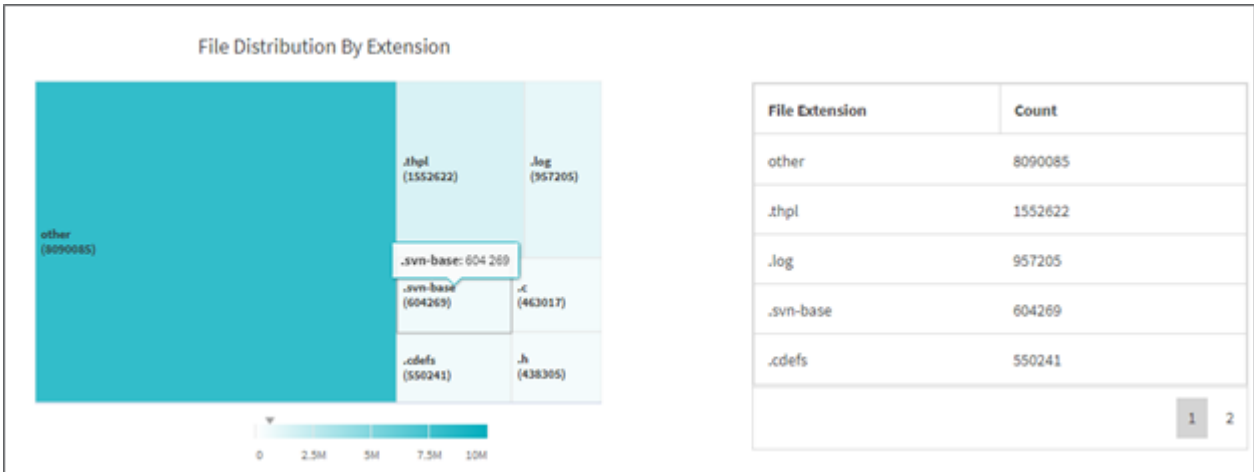 File Distribution By Extension
other
(8090085)
.thpl
(1552622)
.log
(957205)
.svn-base: 604 269
.svn-base
(604269)
.c
(463017)
.cdefs
(550241)
.h
(438305)
0 2.5M 5M 7.5M 10M
File Extension Count
other 8090085
.thpl 1552622
.log 957205
.svn-base 604269
.cdefs 550241
1 2